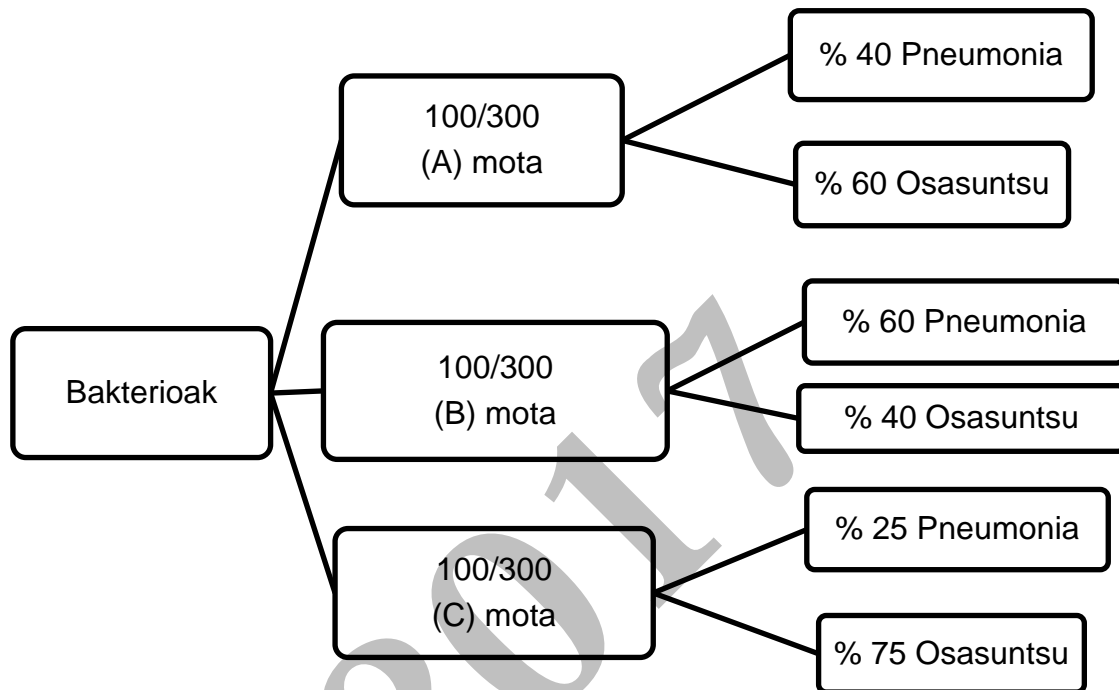 % 40 Pneumonia
100/300
(A) mota
% 60 Osasuntsu
% 60 Pneumonia
100/300
(B) mota
Bakterioak
% 40 Osasuntsu
% 25 Pneumonia
100/300
(C) mota
% 75 Osasuntsu
2017